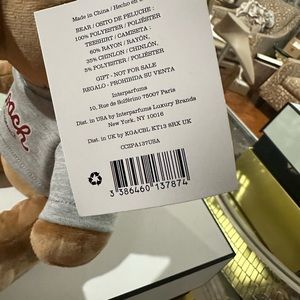 Made in China / Hecho en
BEAR / OSITO DE PELUCHE :
100% POLYESTER / POLIÉSTER
TEESHIRT / CAMISETA :
60% RAYON / RAYÓN,
35% CHINLON / CHINLÓN,
5% POLYESTER / POLIÉSTER
GIFT - NOT FOR SALE
REGALO - PROHIBIDA SU VENTA
Interparfums
10, Rue de Solférino 75007 Paris
Dist. in USA by Interparfums Luxury Brands
New York, NY 10016
Dist. in UK by KGA/CBL KT13 8RX UK
CC2PA137USA
3 386460 137874